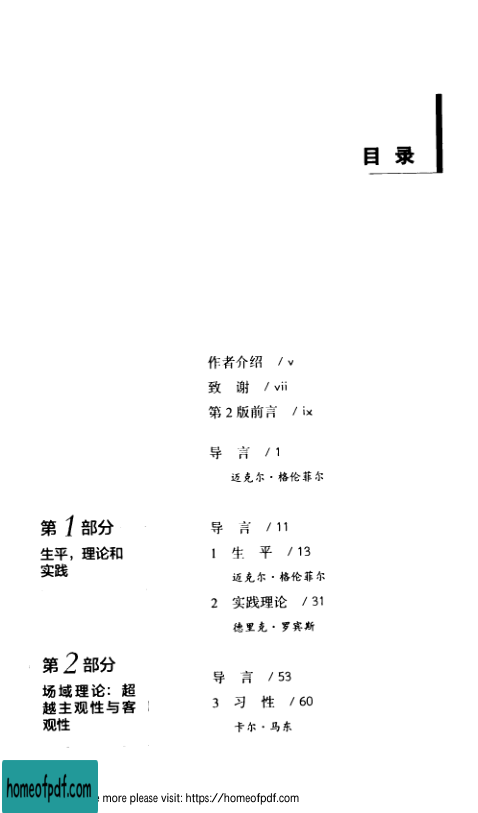 目 录
作者介绍 / v
致 谢 / vii
第 2 版前言 / ix
导 言 / 1
迈克尔·格伦菲尔
第 1 部分
生平，理论和
实践
导 言 / 11
1 生 平 / 13
迈克尔·格伦菲尔
2 实践理论 / 31
德里克·罗宾斯
第 2 部分
场域理论：超
越主观性与客
观性
导 言 / 53
3 习 性 / 60
卡尔·马东
homeofpdf.com
more please visit: https://homeofpdf.com